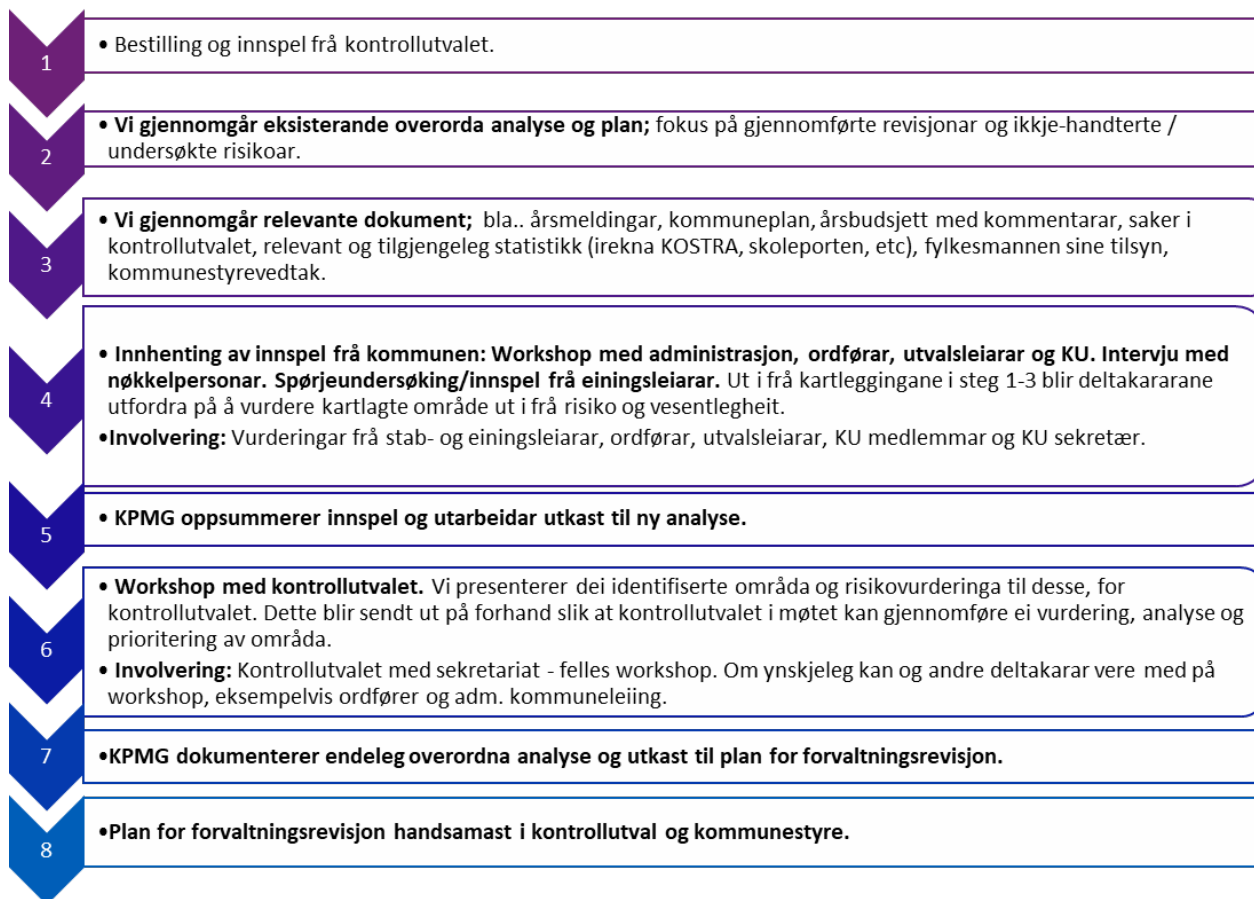 1
• Bestilling og innspel frå kontrollutvalet.
2
• Vi gjennomgår eksisterande overorda analyse og plan; fokus på gjennomførte revisjonar og ikkje-handterte /
undersøkte risikoar.
3
• Vi gjennomgår relevante dokument; bla.. årsmeldingar, kommuneplan, årsbudsjett med kommentarar, saker i
kontrollutvalet, relevant og tilgjengeleg statistikk (irekna KOSTRA, skoleporten, etc), fylkesmannen sine tilsyn,
kommunestyrevedtak.
4
• Innhenting av innspel frå kommunen: Workshop med administrasjon, ordførar, utvalsleiarar og KU. Intervju med
nøkkelpersonar. Spørjeundersøking/innspel frå einingsleiarar. Ut i frå kartleggingane i steg 1-3 blir deltakararane
utfordra på å vurdere kartlagte område ut i frå risiko og vesentlegheit.
•Involvering: Vurderingar frå stab- og einingsleiarar, ordførar, utvalsleiarar, KU medlemmar og KU sekretær.
5
• KPMG oppsummerer innspel og utarbeidar utkast til ny analyse.
6
• Workshop med kontrollutvalet. Vi presenterer dei identifiserte områda og risikovurderinga til desse, for
kontrollutvalet. Dette blir sendt ut på forhand slik at kontrollutvalet i møtet kan gjennomføre ei vurdering, analyse og
prioritering av områda.
• Involvering: Kontrollutvalet med sekretariat - felles workshop. Om ynskjeleg kan og andre deltakarar vere med på
workshop, eksempelvis ordfører og adm. kommuneleiing.
7
•KPMG dokumenterer endeleg overordna analyse og utkast til plan for forvaltningsrevisjon.
8
•Plan for forvaltningsrevisjon handsamast i kontrollutval og kommunestyre.